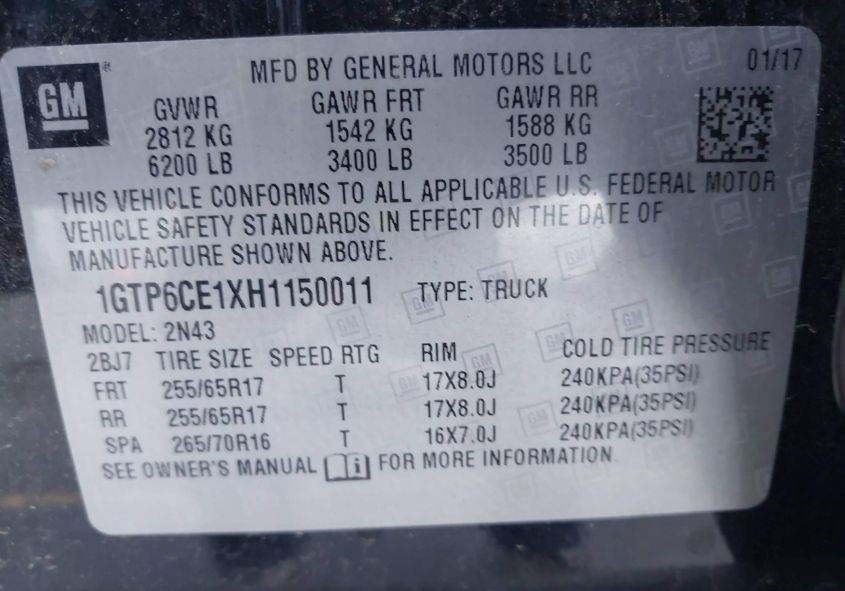 GM
MFD BY GENERAL MOTORS LLC 01/17
GVWR GAWR FRT GAWR RR
2812 KG 1542 KG 1588 KG
6200 LB 3400 LB 3500 LB
THIS VEHICLE CONFORMS TO ALL APPLICABLE U.S. FEDERAL MOTOR
VEHICLE SAFETY STANDARDS IN EFFECT ON THE DATE OF
MANUFACTURE SHOWN ABOVE.
1GTP6CE1XH1150011 TYPE: TRUCK
MODEL: 2N43
2BJ7 TIRE SIZE SPEED RTG RIM COLD TIRE PRESSURE
FRT 255/65R17 T 17X8.0J 240KPA(35PSI)
RR 255/65R17 T 17X8.0J 240KPA(35PSI)
SPA 265/70R16 T 16X7.0J 240KPA(35PSI)
SEE OWNER'S MANUAL FOR MORE INFORMATION.